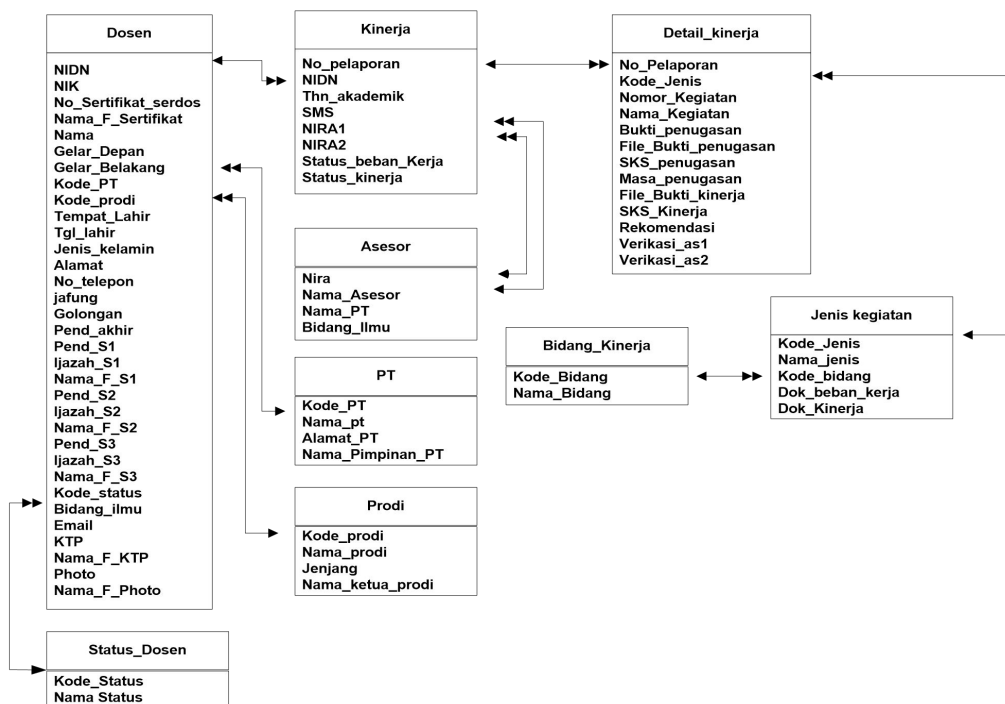 Dosen
NIDN
NIK
No_Sertifikat_serdos
Nama_F_Sertifikat
Nama
Gelar_Depan
Gelar_Belakang
Kode_PT
Kode_prodi
Tempat_Lahir
Tgl_lahir
Jenis_kelamin
Alamat
No_telepon
jafung
Golongan
Pend_akhir
Pend_S1
Ijazah_S1
Nama_F_S1
Pend_S2
Ijazah_S2
Nama_F_S2
Pend_S3
Ijazah_S3
Nama_F_S3
Kode_status
Bidang_ilmu
Email
KTP
Nama_F_KTP
Photo
Nama_F_Photo
Status_Dosen
Kode_Status
Nama Status
Kinerja
No_pelaporan
NIDN
Thn_akademik
SMS
NIRA1
NIRA2
Status_beban_Kerja
Status_kinerja
Asesor
Nira
Nama_Asesor
Nama_PT
Bidang_Ilmu
PT
Kode_PT
Nama_pt
Alamat_PT
Nama_Pimpinan_PT
Prodi
Kode_prodi
Nama_prodi
Jenjang
Nama_ketua_prodi
Detail_kinerja
No_Pelaporan
Kode_Jenis
Nomor_Kegiatan
Nama_Kegiatan
Bukti_penugasan
File_Bukti_penugasan
SKS_penugasan
Masa_penugasan
File_Bukti_kinerja
SKS_Kinerja
Rekomendasi
Verikasi_as1
Verikasi_as2
Bidang_Kinerja
Kode_Bidang
Nama_Bidang
Jenis kegiatan
Kode_Jenis
Nama_jenis
Kode_bidang
Dok_beban_kerja
Dok_Kinerja